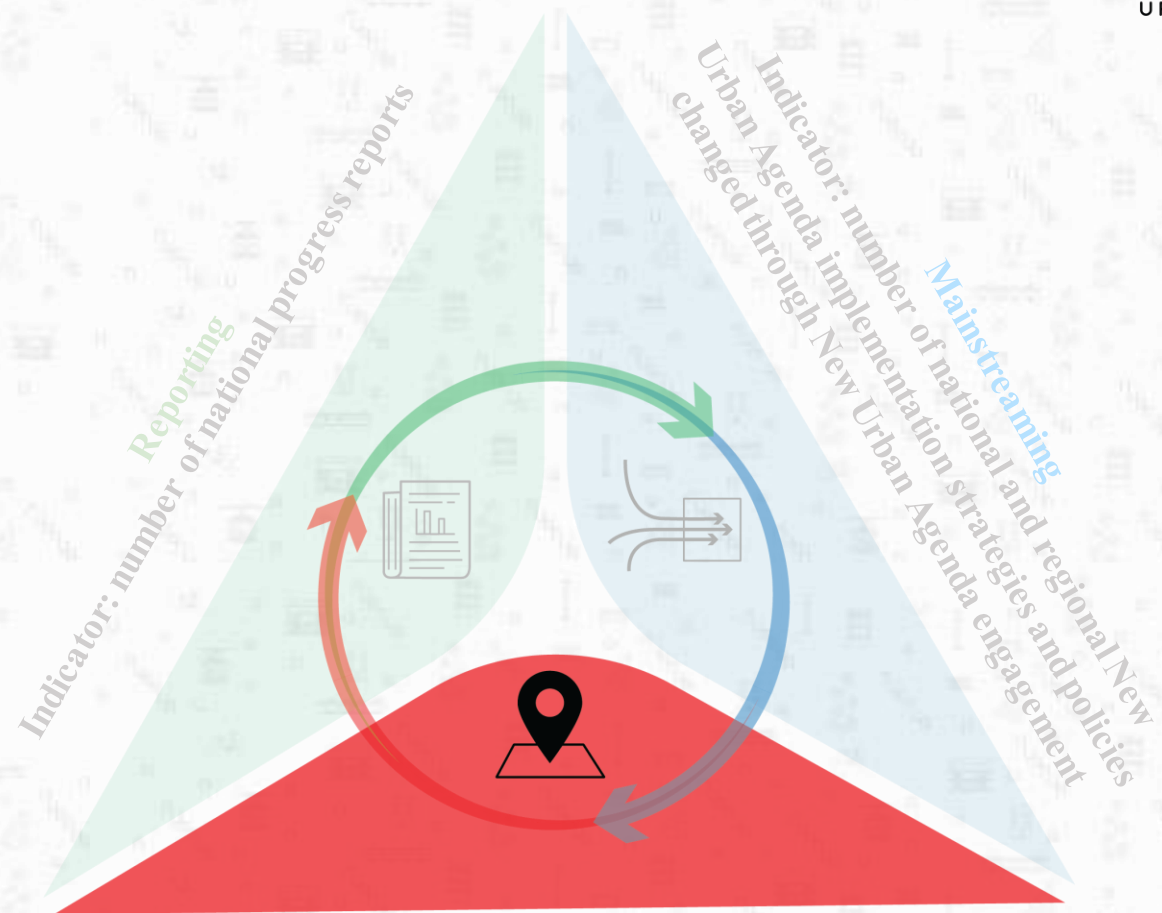 Reporting
Indicator: number of national progress reports
Mainstreaming
Indicator: number of national and regional New
Urban Agenda implementation strategies and policies
changed through New Urban Agenda engagement